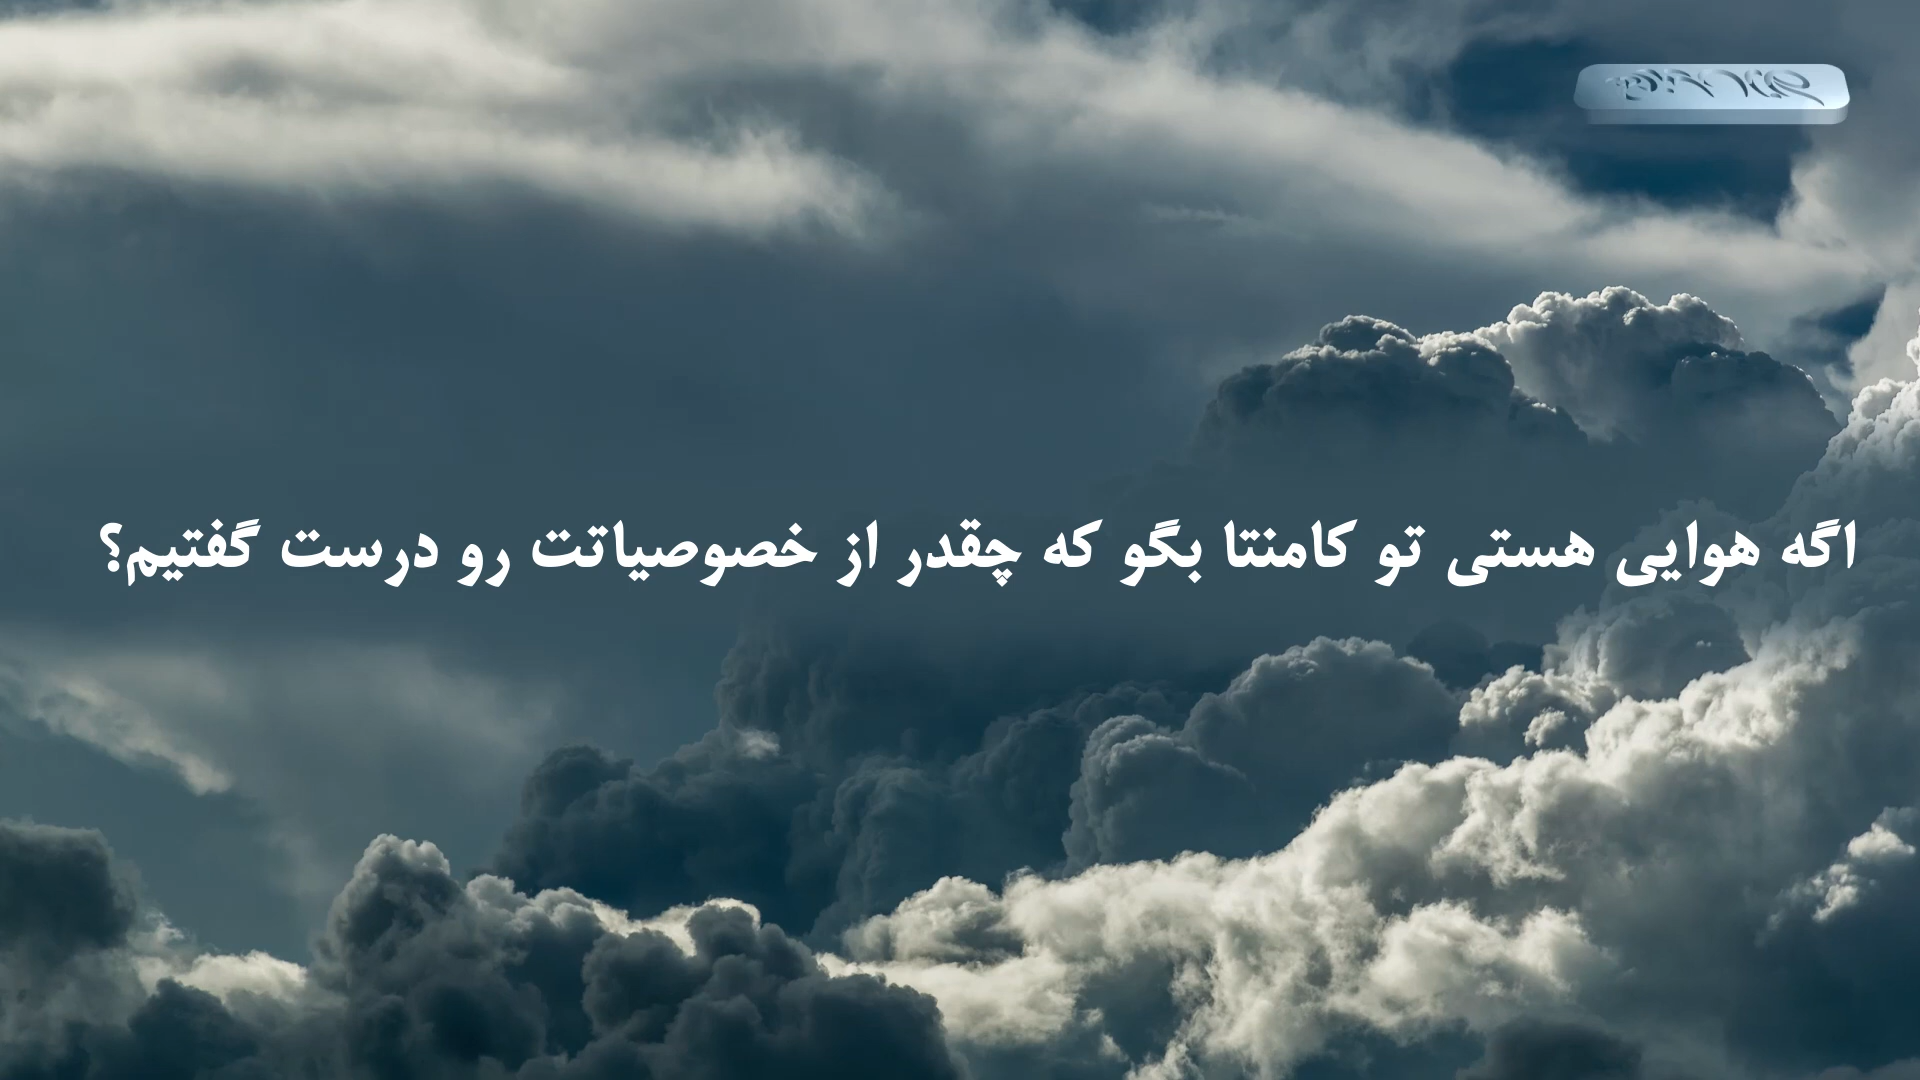 اگه هوایی هستی تو کامنتا بگو که چقدر از خصوصیاتت رو درست گفتیم؟